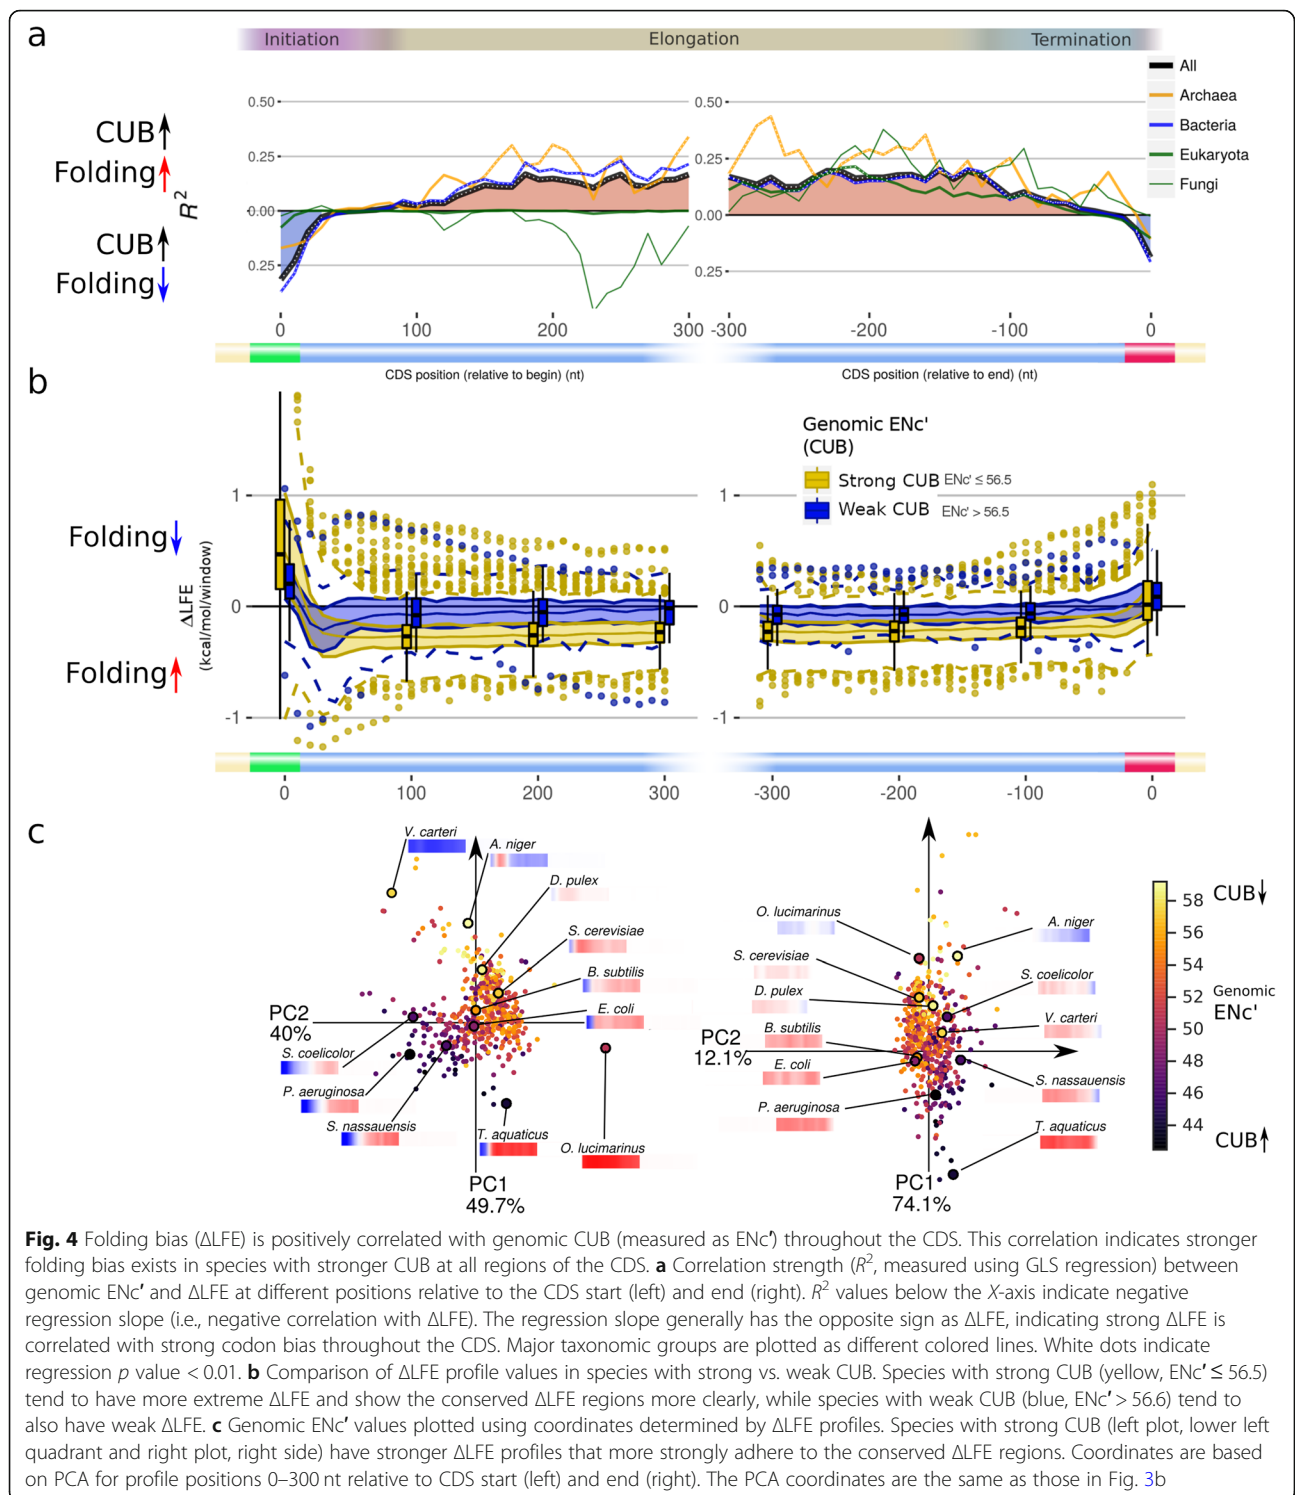 a
Initiation
Elongation
Termination
All
Archaea
Bacteria
Eukaryota
Fungi
CUB
Folding
R²
CUB
Folding
0.50
0.25
0.00
0.25
0.50
0.25
0.00
0.25
0
100
200
300
-300
-200
-100
0
CDS position (relative to begin) (nt)
CDS position (relative to end) (nt)
b
Genomic ENc'
(CUB)
Strong CUB ENc' ≤ 56.5
Weak CUB ENc' > 56.5
Folding
ΔLFE
(kcal/mol/window)
Folding
1
0
-1
1
0
-1
0
100
200
300
-300
-200
-100
0
c
V. carteri
A. niger
D. pulex
S. cerevisiae
B. subtilis
E. coli
PC2
40%
S. coelicolor
P. aeruginosa
S. nassauensis
T. aquaticus
O. lucimarinus
PC1
49.7%
O. lucimarinus
A. niger
S. cerevisiae
S. coelicolor
D. pulex
V. carteri
B. subtilis
PC2
12.1%
E. coli
S. nassauensis
P. aeruginosa
T. aquaticus
PC1
74.1%
58
56
54
52
50
48
46
44
CUB
Genomic
ENc'
CUB
Fig. 4 Folding bias (ΔLFE) is positively correlated with genomic CUB (measured as ENc′) throughout the CDS. This correlation indicates stronger
folding bias exists in species with stronger CUB at all regions of the CDS. a Correlation strength (R², measured using GLS regression) between
genomic ENc′ and ΔLFE at different positions relative to the CDS start (left) and end (right). R² values below the X-axis indicate negative
regression slope (i.e., negative correlation with ΔLFE). The regression slope generally has the opposite sign as ΔLFE, indicating strong ΔLFE is
correlated with strong codon bias throughout the CDS. Major taxonomic groups are plotted as different colored lines. White dots indicate
regression p value < 0.01. b Comparison of ΔLFE profile values in species with strong vs. weak CUB. Species with strong CUB (yellow, ENc′ ≤ 56.5)
tend to have more extreme ΔLFE and show the conserved ΔLFE regions more clearly, while species with weak CUB (blue, ENc′ > 56.6) tend to
also have weak ΔLFE. c Genomic ENc′ values plotted using coordinates determined by ΔLFE profiles. Species with strong CUB (left plot, lower left
quadrant and right plot, right side) have stronger ΔLFE profiles that more strongly adhere to the conserved ΔLFE regions. Coordinates are based
on PCA for profile positions 0–300 nt relative to CDS start (left) and end (right). The PCA coordinates are the same as those in Fig. 3b